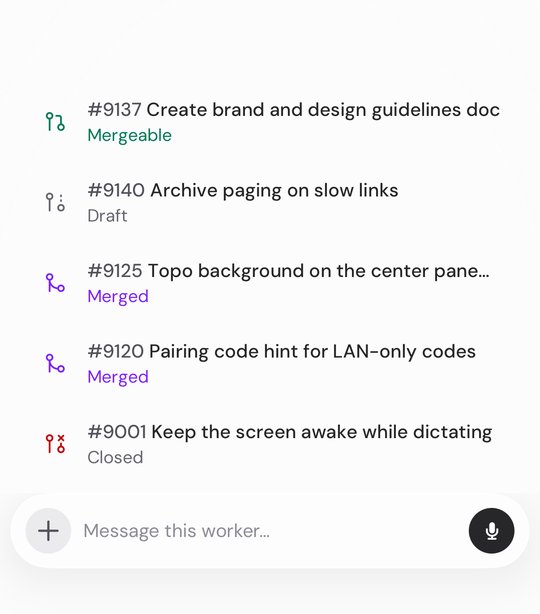 #9137 Create brand and design guidelines doc
Mergeable
#9140 Archive paging on slow links
Draft
#9125 Topo background on the center pane...
Merged
#9120 Pairing code hint for LAN-only codes
Merged
#9001 Keep the screen awake while dictating
Closed
Message this worker...